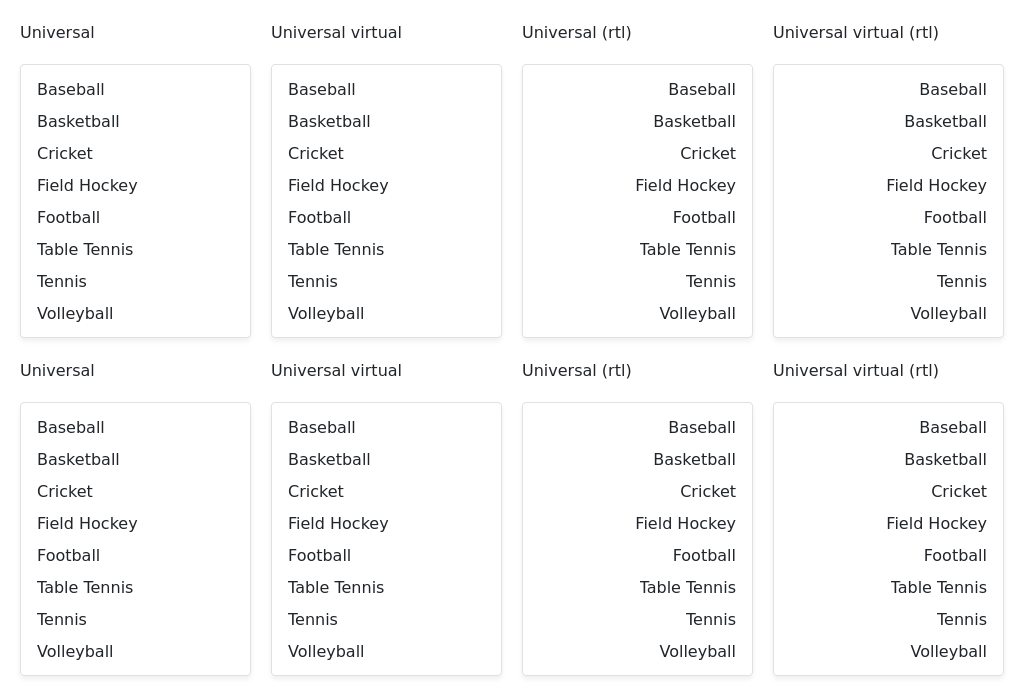 Universal
Baseball
Basketball
Cricket
Field Hockey
Football
Table Tennis
Tennis
Volleyball
Universal virtual
Baseball
Basketball
Cricket
Field Hockey
Football
Table Tennis
Tennis
Volleyball
Universal (rtl)
Baseball
Basketball
Cricket
Field Hockey
Football
Table Tennis
Tennis
Volleyball
Universal virtual (rtl)
Baseball
Basketball
Cricket
Field Hockey
Football
Table Tennis
Tennis
Volleyball
Universal
Baseball
Basketball
Cricket
Field Hockey
Football
Table Tennis
Tennis
Volleyball
Universal virtual
Baseball
Basketball
Cricket
Field Hockey
Football
Table Tennis
Tennis
Volleyball
Universal (rtl)
Baseball
Basketball
Cricket
Field Hockey
Football
Table Tennis
Tennis
Volleyball
Universal virtual (rtl)
Baseball
Basketball
Cricket
Field Hockey
Football
Table Tennis
Tennis
Volleyball